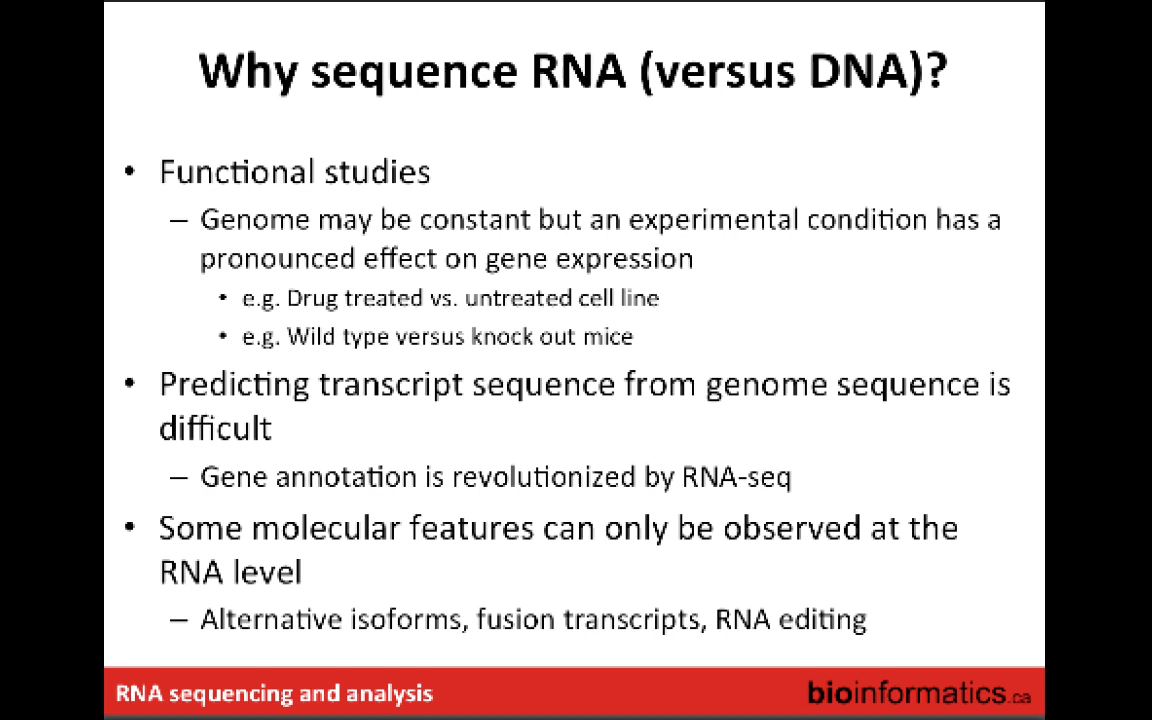 Why sequence RNA (versus DNA)?
• Functional studies
– Genome may be constant but an experimental condition has a
pronounced effect on gene expression
• e.g. Drug treated vs. untreated cell line
• e.g. Wild type versus knock out mice
• Predicting transcript sequence from genome sequence is
difficult
– Gene annotation is revolutionized by RNA-seq
• Some molecular features can only be observed at the
RNA level
– Alternative isoforms, fusion transcripts, RNA editing
RNA sequencing and analysis
bioinformatics.ca